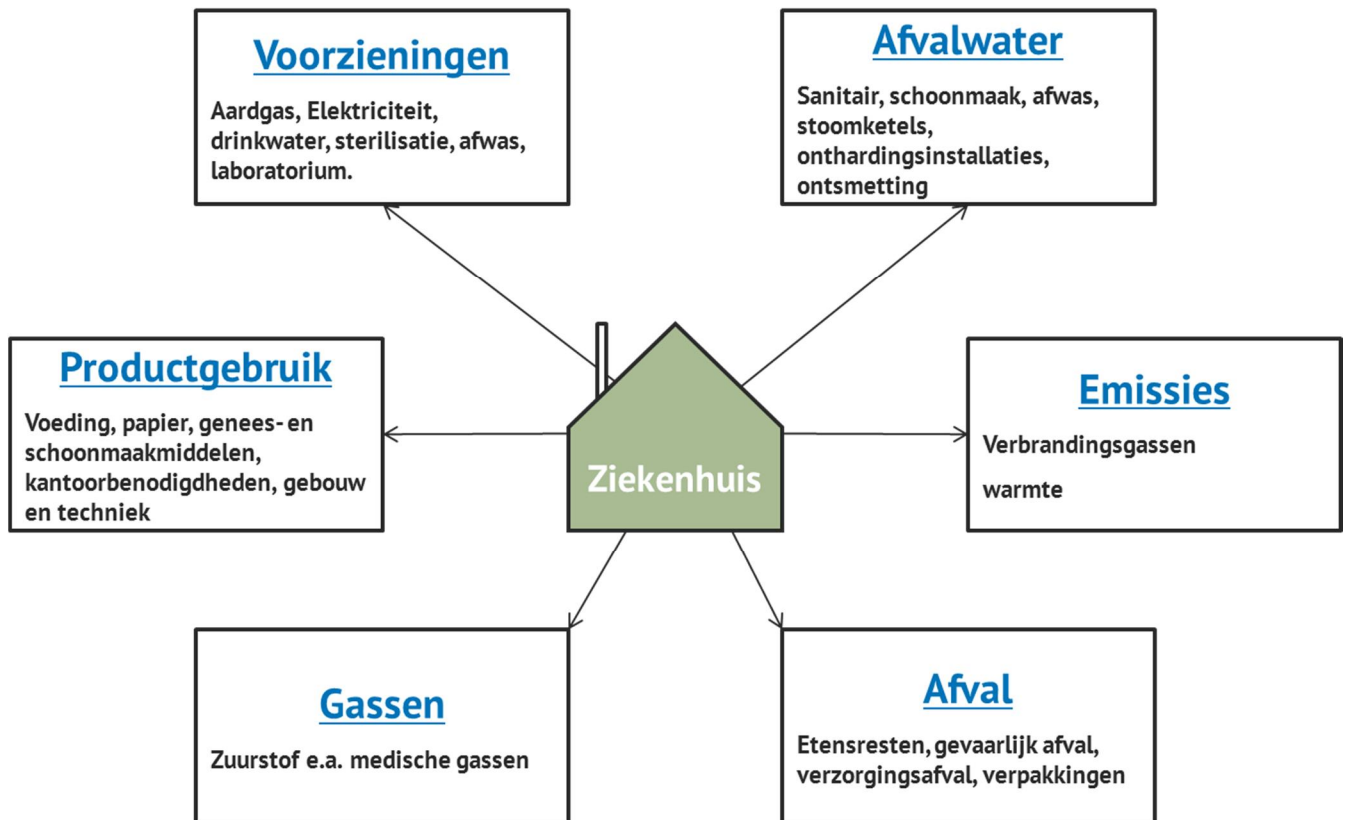 Voorzieningen
Aardgas, Elektriciteit,
drinkwater, sterilisatie, afwas,
laboratorium.
Afvalwater
Sanitair, schoonmaak, afwas,
stoomketels,
onthardingsinstallaties,
ontsmetting
Productgebruik
Voeding, papier, genees- en
schoonmaakmiddelen,
kantoorbenodigdheden, gebouw
en techniek
Ziekenhuis
Emissies
Verbrandingsgassen
warmte
Gassen
Zuurstof e.a. medische gassen
Afval
Etensresten, gevaarlijk afval,
verzorgingsafval, verpakkingen